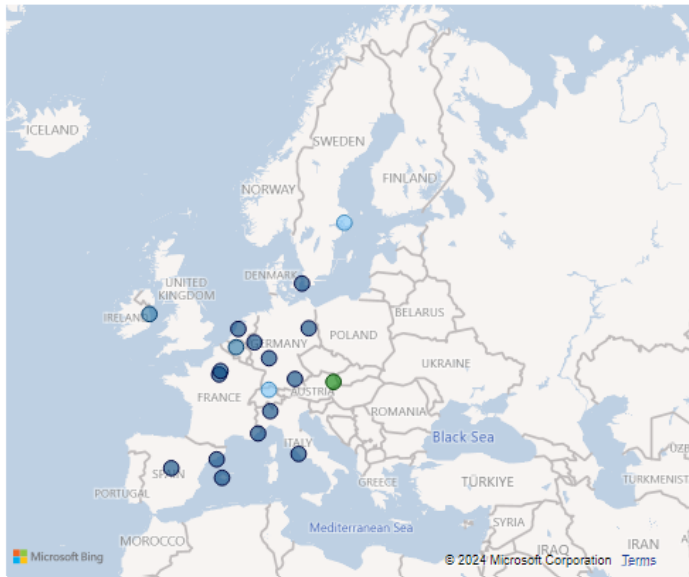 ICELAND
SWEDEN
FINLAND
NORWAY
DENMARK
UNITED
KINGDOM
IRELAND
BELARUS
POLAND
GERMANY
UKRAINE
FRANCE
AUSTRIA
ROMANIA
ITALY
Black Sea
SPAIN
PORTUGAL
GREECE
TÜRKIYE
UZB
TÜRKMENIST
SYRIA
Mediterranean Sea
MOROCCO
IRAQ
IRAN
A
Microsoft Bing
© 2024 Microsoft Corporation Terms